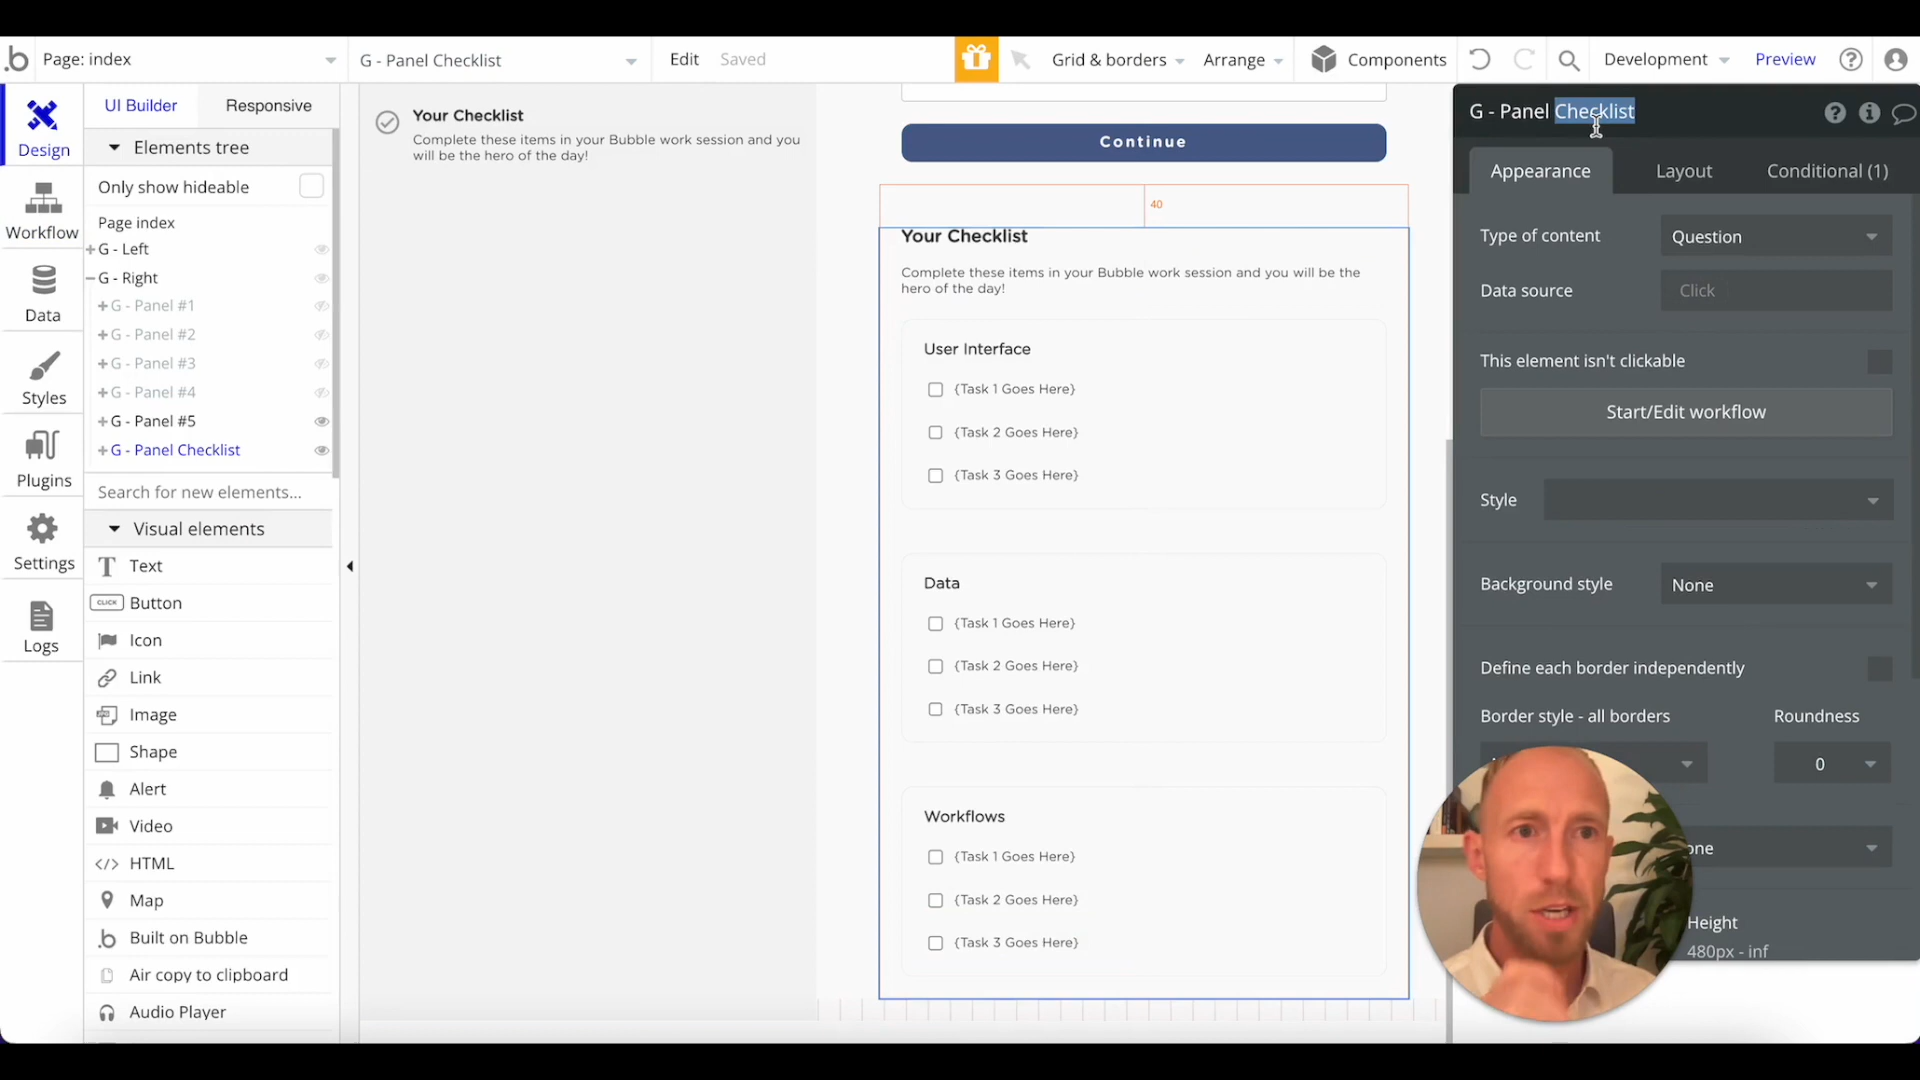 Page: index
G - Panel Checklist
Edit
Saved
Grid & borders
Arrange
Components
Development
Preview
Design
Workflow
Data
Styles
Plugins
Settings
Logs
UI Builder
Responsive
Elements tree
Only show hideable
Page index
G - Left
G - Right
G - Panel #1
G - Panel #2
G - Panel #3
G - Panel #4
G - Panel #5
G - Panel Checklist
Search for new elements...
Visual elements
Text
CLICK
Button
Icon
Link
Image
Shape
Alert
Video
HTML
Map
Built on Bubble
Air copy to clipboard
Audio Player
Your Checklist
Complete these items in your Bubble work session and you
will be the hero of the day!
Continue
40
Your Checklist
Complete these items in your Bubble work session and you will be the
hero of the day!
User Interface
{Task 1 Goes Here}
{Task 2 Goes Here}
{Task 3 Goes Here}
Data
{Task 1 Goes Here}
{Task 2 Goes Here}
{Task 3 Goes Here}
Workflows
{Task 1 Goes Here}
{Task 2 Goes Here}
{Task 3 Goes Here}
G - Panel Checklist
Appearance
Layout
Conditional (1)
Type of content
Question
Data source
Click
This element isn't clickable
Start/Edit workflow
Style
Background style
None
Define each border independently
Border style - all borders
Roundness
0
Height
480px - inf